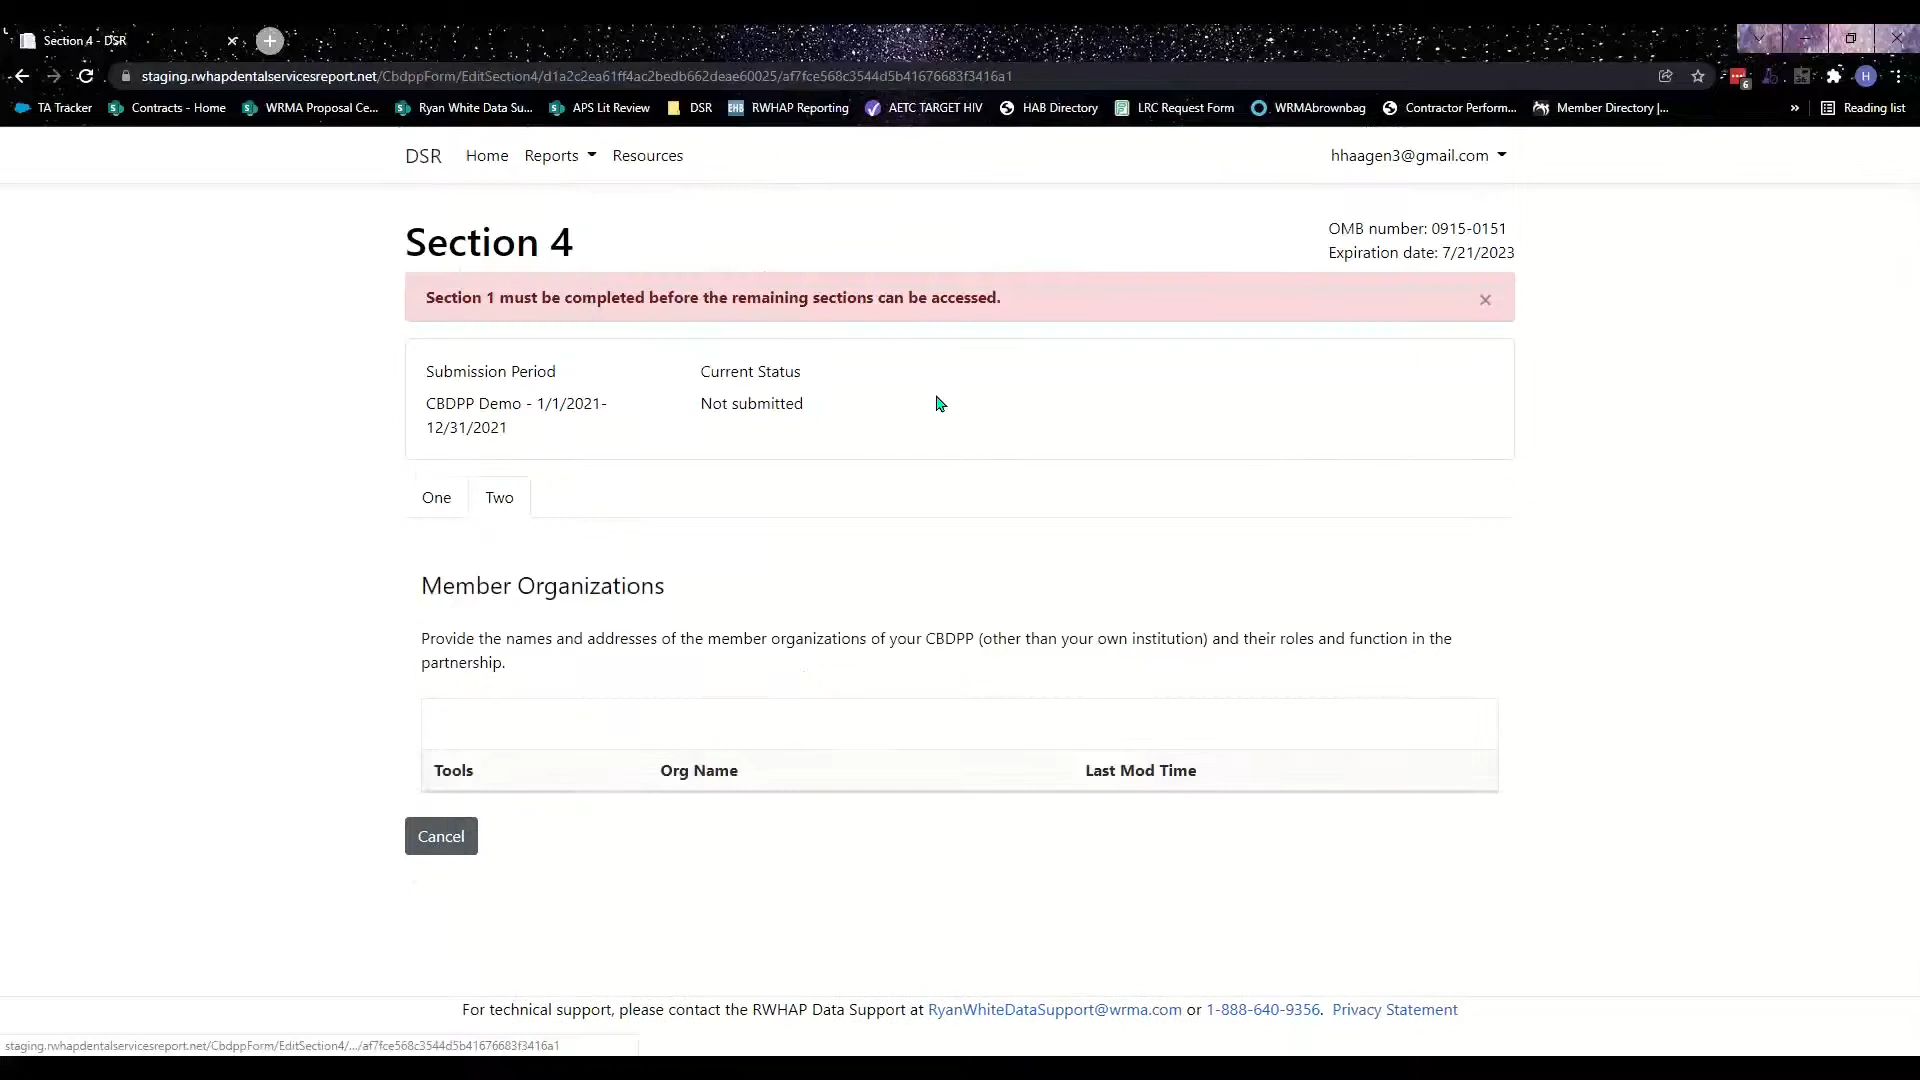 Section 4 - DSR
staging.rwhapdentalservicesreport.net/CbdppForm/EditSection4/d1a2c2ea61ff4ac2bedb662deae60025/af7fce568c3544d5b41676683f3416a1
TA Tracker Contracts - Home WRMA Proposal Ce... Ryan White Data Su... APS Lit Review DSR RWHAP Reporting AETC TARGET HIV HAB Directory LRC Request Form WRMAbrownbag Contractor Perform... Member Directory |... » Reading list
DSR Home Reports Resources hhaagen3@gmail.com
Section 4
OMB number: 0915-0151
Expiration date: 7/21/2023
Section 1 must be completed before the remaining sections can be accessed.
Submission Period Current Status
CBDPP Demo - 1/1/2021- Not submitted
12/31/2021
One Two
Member Organizations
Provide the names and addresses of the member organizations of your CBDPP (other than your own institution) and their roles and function in the
partnership.
Tools Org Name Last Mod Time
Cancel
For technical support, please contact the RWHAP Data Support at RyanWhiteDataSupport@wrma.com or 1-888-640-9356. Privacy Statement
staging.rwhapdentalservicesreport.net/CbdppForm/EditSection4/.../af7fce568c3544d5b41676683f3416a1